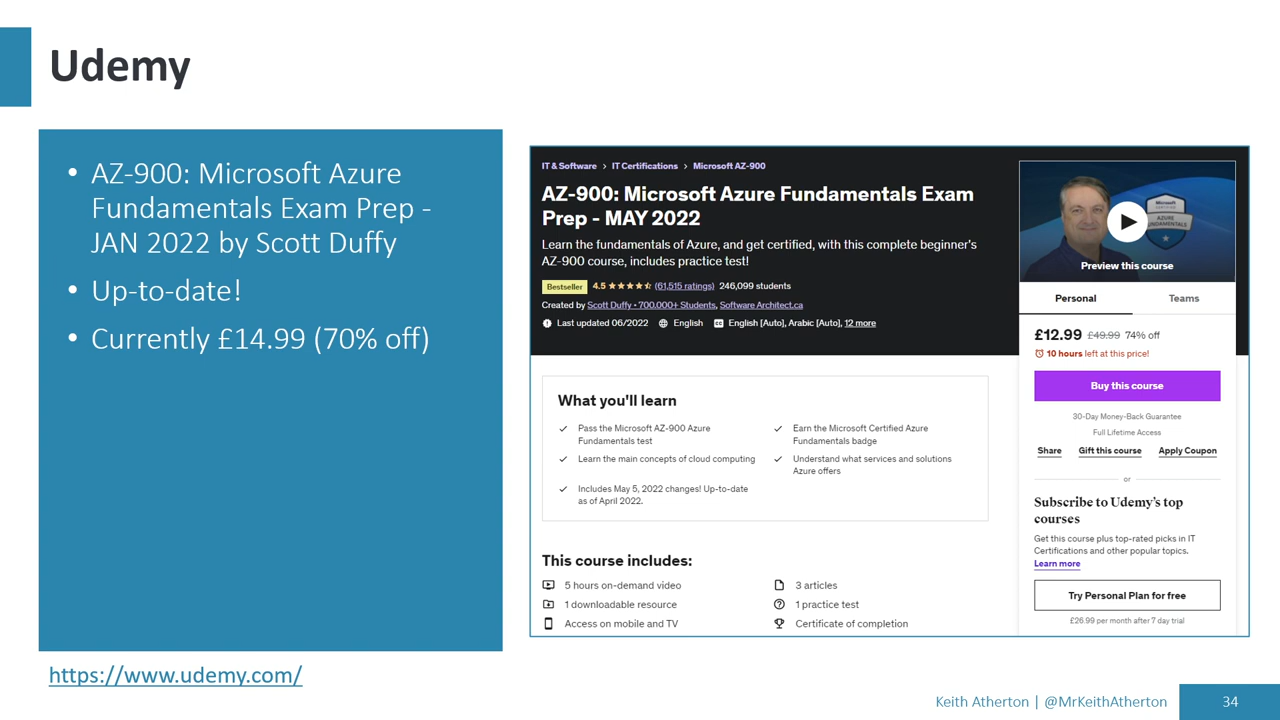 Udemy
• AZ-900: Microsoft Azure
Fundamentals Exam Prep -
JAN 2022 by Scott Duffy
• Up-to-date!
• Currently £14.99 (70% off)
https://www.udemy.com/
IT & Software > IT Certifications > Microsoft AZ-900
AZ-900: Microsoft Azure Fundamentals Exam
Prep - MAY 2022
Learn the fundamentals of Azure, and get certified, with this complete beginner's
AZ-900 course, includes practice test!
Bestseller 4.5 (61,515 ratings) 246,099 students
Created by Scott Duffy • 700.000+ Students, Software Architect.ca
Last updated 06/2022 English English [Auto], Arabic [Auto], 12 more
What you'll learn
Pass the Microsoft AZ-900 Azure
Fundamentals test
Earn the Microsoft Certified Azure
Fundamentals badge
Learn the main concepts of cloud computing
Understand what services and solutions
Azure offers
Includes May 5, 2022 changes! Up-to-date
as of April 2022.
This course includes:
5 hours on-demand video
3 articles
1 downloadable resource
1 practice test
Access on mobile and TV
Certificate of completion
Microsoft
CERTIFIED
AZURE
FUNDAMENTALS
Preview this course
Personal Teams
£12.99 £49.99 74% off
10 hours left at this price!
Buy this course
30-Day Money-Back Guarantee
Full Lifetime Access
Share Gift this course Apply Coupon
or
Subscribe to Udemy's top
courses
Get this course plus top-rated picks in IT
Certifications and other popular topics.
Learn more
Try Personal Plan for free
£26.99 per month after 7 day trial
Keith Atherton | @MrKeithAtherton 34